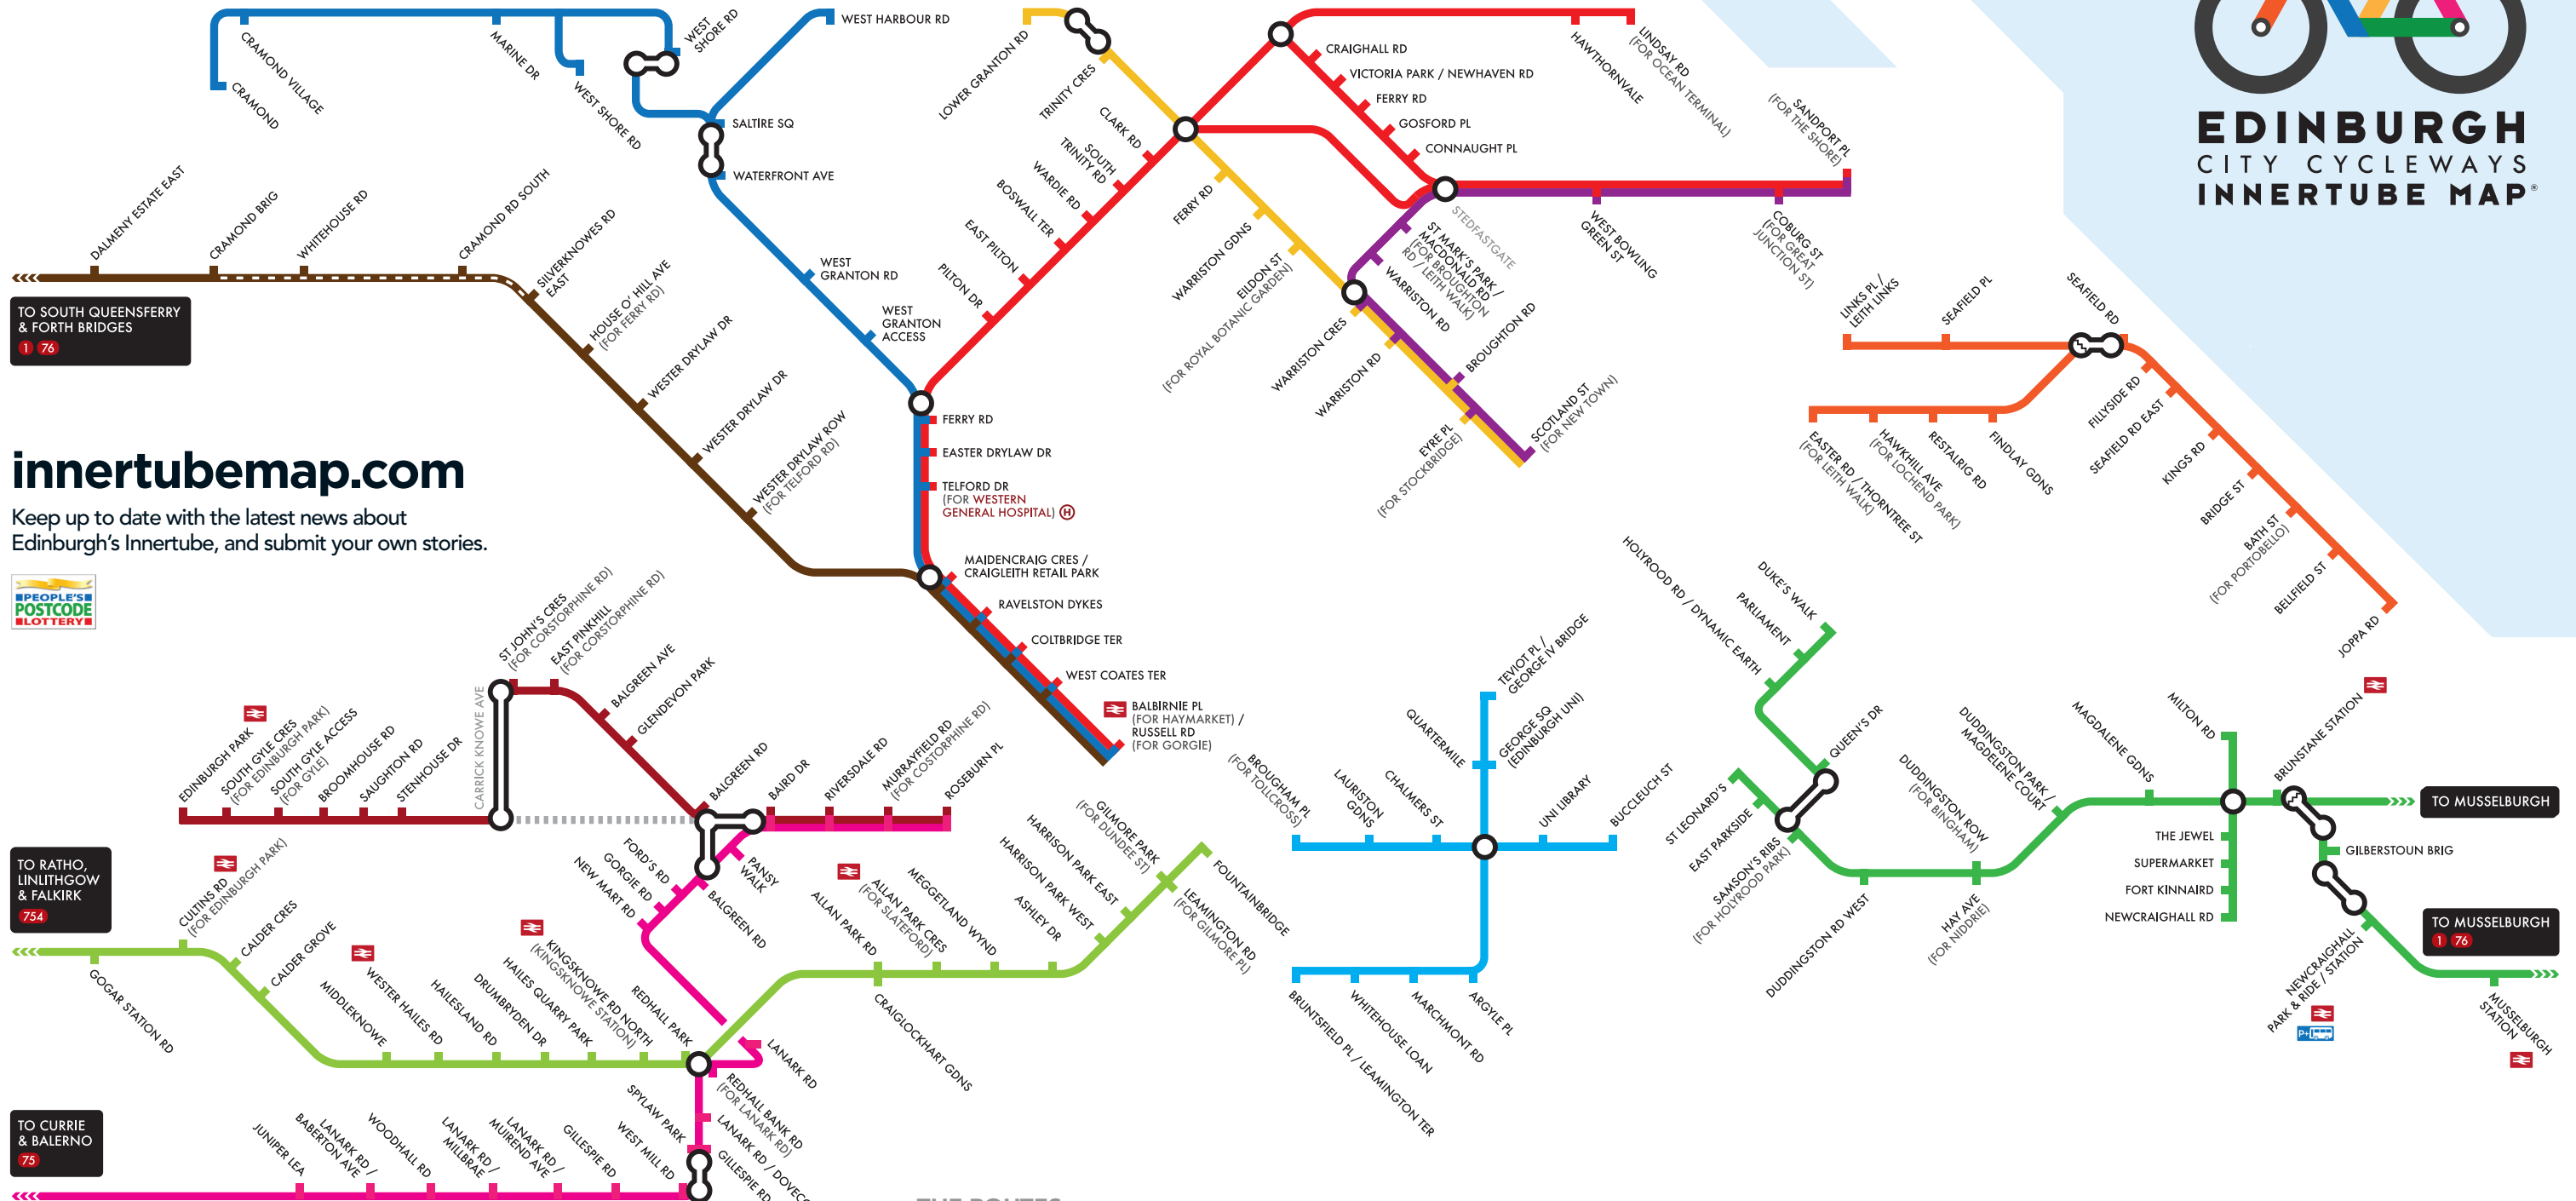 EDINBURGH
CITY CYCLEWAYS
INNERTUBE MAP®
CRAMOND
CRAMOND VILLAGE
MARINE DR
WEST SHORE RD
WEST
SHORE RD
WEST HARBOUR RD
SALTIRE SQ
WATERFRONT AVE
WEST
GRANTON RD
WEST
GRANTON
ACCESS
LOWER GRANTON RD
TRINITY CRES
CLARK RD
SOUTH
TRINITY RD
WARDIE RD
BOSWALL TER
EAST PILTON
PILTON DR
CRAIGHALL RD
VICTORIA PARK / NEWHAVEN RD
FERRY RD
GOSFORD PL
CONNAUGHT PL
HAWTHORNVALE
LINDSAY RD
(FOR OCEAN TERMINAL)
SANDPORT PL
(FOR THE SHORE)
STEDFASTGATE
WEST BOWLING
GREEN ST
COBURG ST
(FOR GREAT
JUNCTION ST)
FERRY RD
WARRISTON GDNS
EILDON ST
(FOR ROYAL BOTANIC GARDEN)
ST MARK'S PARK /
MACDONALD RD
(FOR BROUGHTON
RD / LEITH WALK)
WARRISTON RD
WARRISTON CRES
WARRISTON RD
BROUGHTON RD
EYRE PL
(FOR STOCKBRIDGE)
SCOTLAND ST
(FOR NEW TOWN)
DALMENY ESTATE EAST
CRAMOND BRIG
WHITEHOUSE RD
CRAMOND RD SOUTH
SILVERKNOWES RD
EAST
HOUSE O' HILL AVE
(FOR FERRY RD)
WESTER DRYLAW DR
WESTER DRYLAW DR
WESTER DRYLAW ROW
(FOR TELFORD RD)
TO SOUTH QUEENSFERRY
& FORTH BRIDGES
1 76
FERRY RD
EASTER DRYLAW DR
TELFORD DR
(FOR WESTERN
GENERAL HOSPITAL) H
MAIDENCRAIG CRES /
CRAIGLEITH RETAIL PARK
RAVELSTON DYKES
COLTBRIDGE TER
WEST COATES TER
BALBIRNIE PL
(FOR HAYMARKET) /
RUSSELL RD
(FOR GORGIE)
innertubemap.com
Keep up to date with the latest news about
Edinburgh's Innertube, and submit your own stories.
PEOPLE'S
POSTCODE
LOTTERY
LINKS PL /
LEITH LINKS
SEAFIELD PL
SEAFIELD RD
EASTER RD / THORNTREE ST
(FOR LEITH WALK)
HAWKHILL AVE
(FOR LOCHEND PARK)
RESTALRIG RD
FINDLAY GDNS
FILLYSIDE RD
SEAFIELD RD EAST
KINGS RD
BRIDGE ST
BATH ST
(FOR PORTOBELLO)
BELLFIELD ST
JOPPA RD
ST JOHN'S CRES
(FOR CORSTORPHINE RD)
EAST PINKHILL
(FOR CORSTORPHINE RD)
BALGREEN AVE
GLENDEVON PARK
CARRICK KNOWE AVE
EDINBURGH PARK
SOUTH GYLE CRES
(FOR EDINBURGH PARK)
SOUTH GYLE ACCESS
(FOR GYLE)
BROOMHOUSE RD
SAUGHTON RD
STENHOUSE DR
BALGREEN RD
BAIRD DR
RIVERSDALE RD
MURRAYFIELD RD
(FOR COSTORPHINE RD)
ROSEBURN PL
PANSY
WALK
FORD'S RD
GORGIE RD
NEW MART RD
BALGREEN RD
TO RATHO,
LINLITHGOW
& FALKIRK
754
GOGAR STATION RD
CULTINS RD
(FOR EDINBURGH PARK)
CALDER CRES
CALDER GROVE
MIDDLEKNOWE
WESTER HAILES RD
HAILESLAND RD
DRUMBRYDEN DR
HAILES QUARRY PARK
KINGSKNOWE RD NORTH
(KINGSKNOWE STATION)
REDHALL PARK
ALLAN PARK RD
CRAIGLOCKHART GDNS
ALLAN PARK CRES
(FOR SLATEFORD)
MEGGETLAND WYND
ASHLEY DR
HARRISON PARK WEST
HARRISON PARK EAST
GILMORE PARK
(FOR DUNDEE ST)
LEAMINGTON RD
(FOR GILMORE PL)
FOUNTAINBRIDGE
LANARK RD
REDHALL BANK RD
(FOR LANARK RD)
LANARK RD / DOVECO
SPYLAW PARK
GILLESPIE RD
WEST MILL RD
GILLESPIE RD
LANARK RD /
MUIREND AVE
LANARK RD /
MILLBRAE
WOODHALL RD
LANARK RD /
BABERTON AVE
JUNIPER LEA
TO CURRIE
& BALERNO
75
TEVIOT PL /
GEORGE IV BRIDGE
QUARTERMILE
GEORGE SQ
(EDINBURGH UNI)
BROUGHAM PL
(FOR TOLLCROSS)
LAURISTON
GDNS
CHALMERS ST
UNI LIBRARY
BUCCLEUCH ST
BRUNTSFIELD PL / LEAMINGTON TER
WHITEHOUSE LOAN
MARCHMONT RD
ARGYLE PL
HOLYROOD RD / DYNAMIC EARTH
PARLIAMENT
DUKE'S WALK
QUEEN'S DR
ST LEONARD'S
EAST PARKSIDE
SAMSON'S RIBS
(FOR HOLYROOD PARK)
DUDDINGSTON RD WEST
DUDDINGSTON ROW
(FOR BINGHAM)
HAY AVE
(FOR NIDDRIE)
DUDDINGSTON PARK /
MAGDELENE COURT
MAGDALENE GDNS
MILTON RD
THE JEWEL
SUPERMARKET
FORT KINNAIRD
NEWCRAIGHALL RD
BRUNSTANE STATION
TO MUSSELBURGH
GILBERSTOUN BRIG
NEWCRAIGHALL
PARK & RIDE / STATION
P+
TO MUSSELBURGH
1 76
MUSSELBURGH
STATION